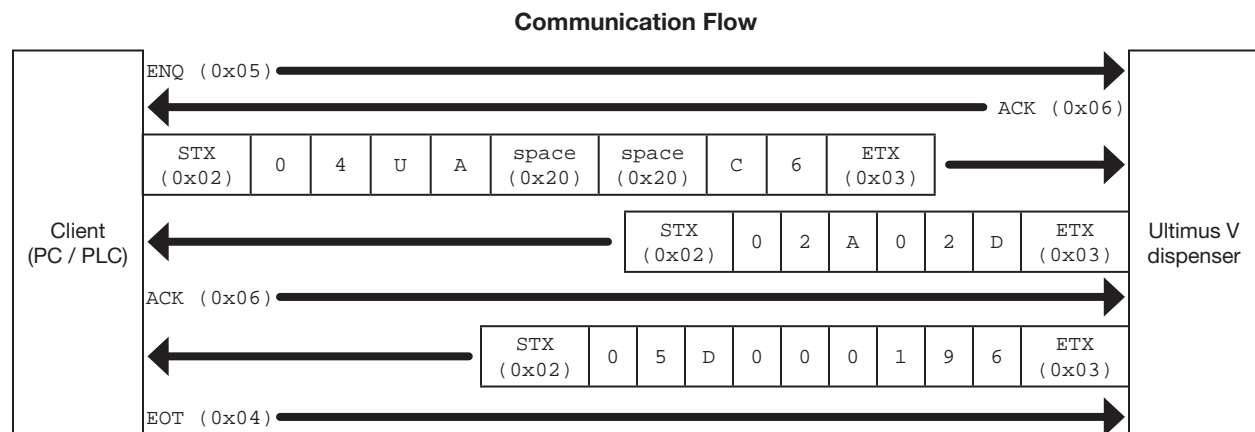 Communication Flow
ENQ (0x05)
ACK (0x06)
STX (0x02) 0 4 U A space (0x20) space (0x20) C 6 ETX (0x03)
Client (PC / PLC)
STX (0x02) 0 2 A 0 2 D ETX (0x03)
Ultimus V dispenser
ACK (0x06)
STX (0x02) 0 5 D 0 0 0 1 9 6 ETX (0x03)
EOT (0x04)